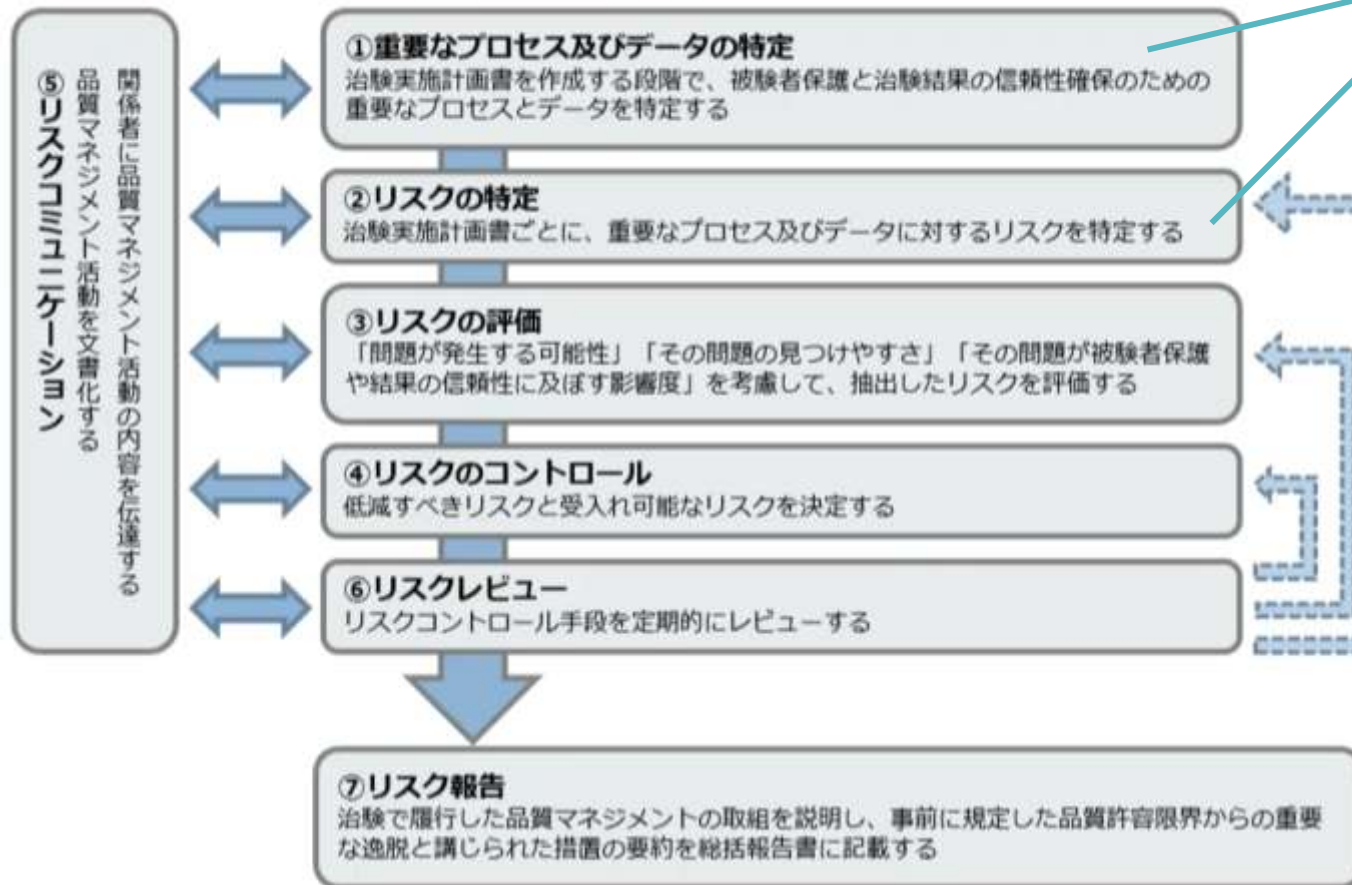 ①重要なプロセス及びデータの特定
治験実施計画書を作成する段階で、被験者保護と治験結果の信頼性確保のための
重要なプロセスとデータを特定する
②リスクの特定
治験実施計画書ごとに、重要なプロセス及びデータに対するリスクを特定する
③リスクの評価
「問題が発生する可能性」「その問題の見つけやすさ」「その問題が被験者保護
や結果の信頼性に及ぼす影響度」を考慮して、抽出したリスクを評価する
④リスクのコントロール
低減すべきリスクと受入れ可能なリスクを決定する
関係者に品質マネジメント活動の内容を伝達する
品質マネジメント活動を文書化する
⑤リスクコミュニケーション
⑥リスクレビュー
リスクコントロール手段を定期的にレビューする
⑦リスク報告
治験で履行した品質マネジメントの取組を説明し、事前に規定した品質許容限界からの重要
な逸脱と講じられた措置の要約を総括報告書に記載する